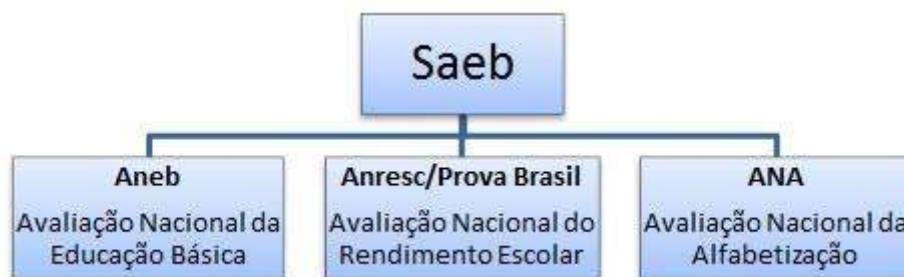 Saeb
Aneb
Avaliação Nacional da
Educação Básica
Anresc/Prova Brasil
Avaliação Nacional do
Rendimento Escolar
ANA
Avaliação Nacional da
Alfabetização